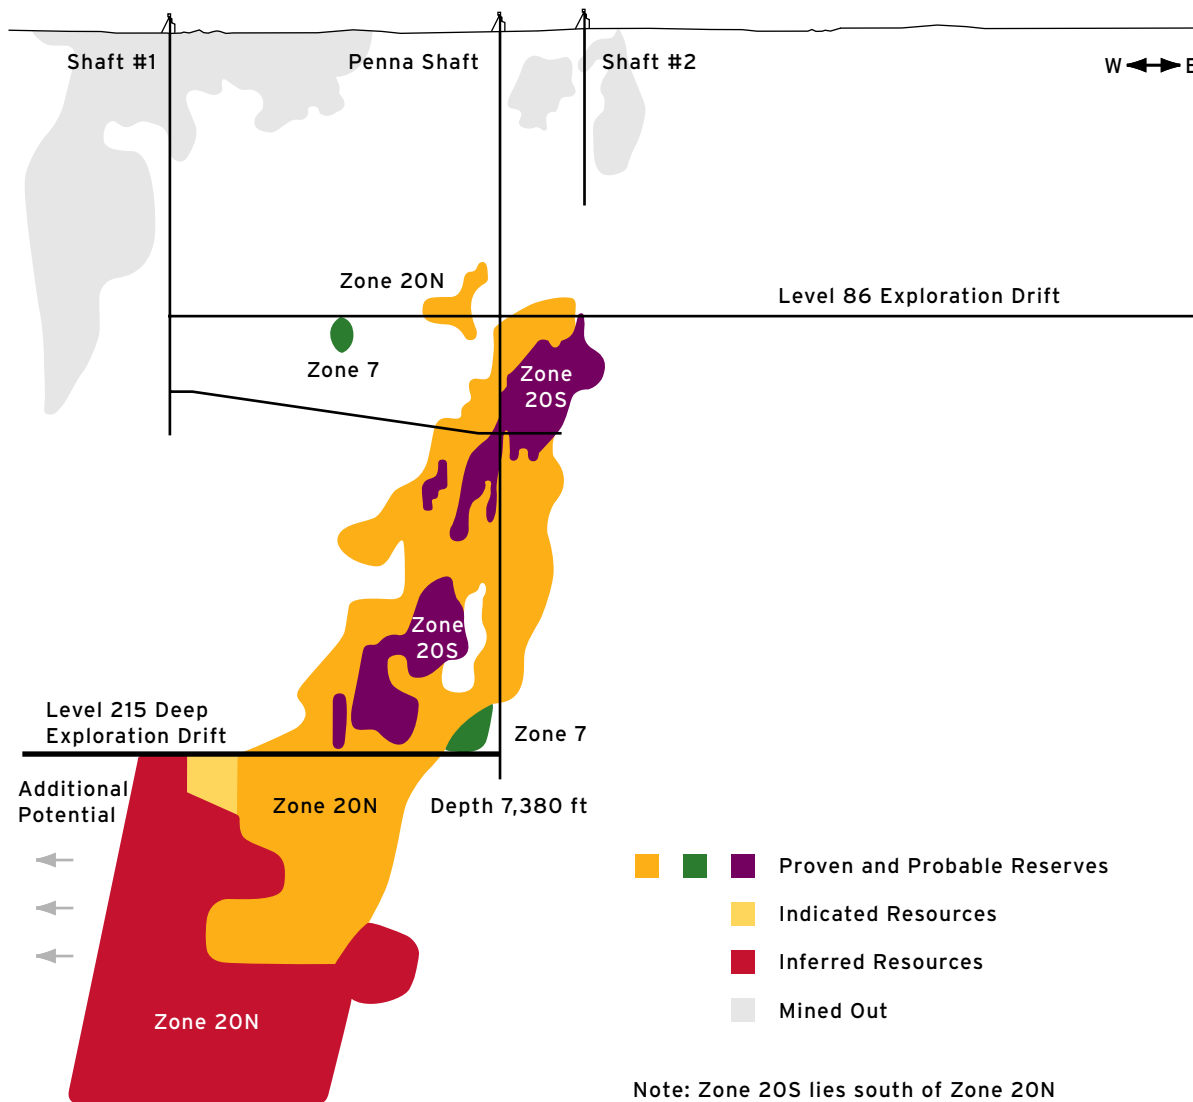 Shaft #1
Penna Shaft
Shaft #2
W
E
Zone 20N
Level 86 Exploration Drift
Zone 7
Zone
20S
Zone
20S
Level 215 Deep
Exploration Drift
Zone 7
Additional
Potential
Zone 20N
Depth 7,380 ft
Proven and Probable Reserves
Indicated Resources
Inferred Resources
Mined Out
Zone 20N
Note: Zone 20S lies south of Zone 20N